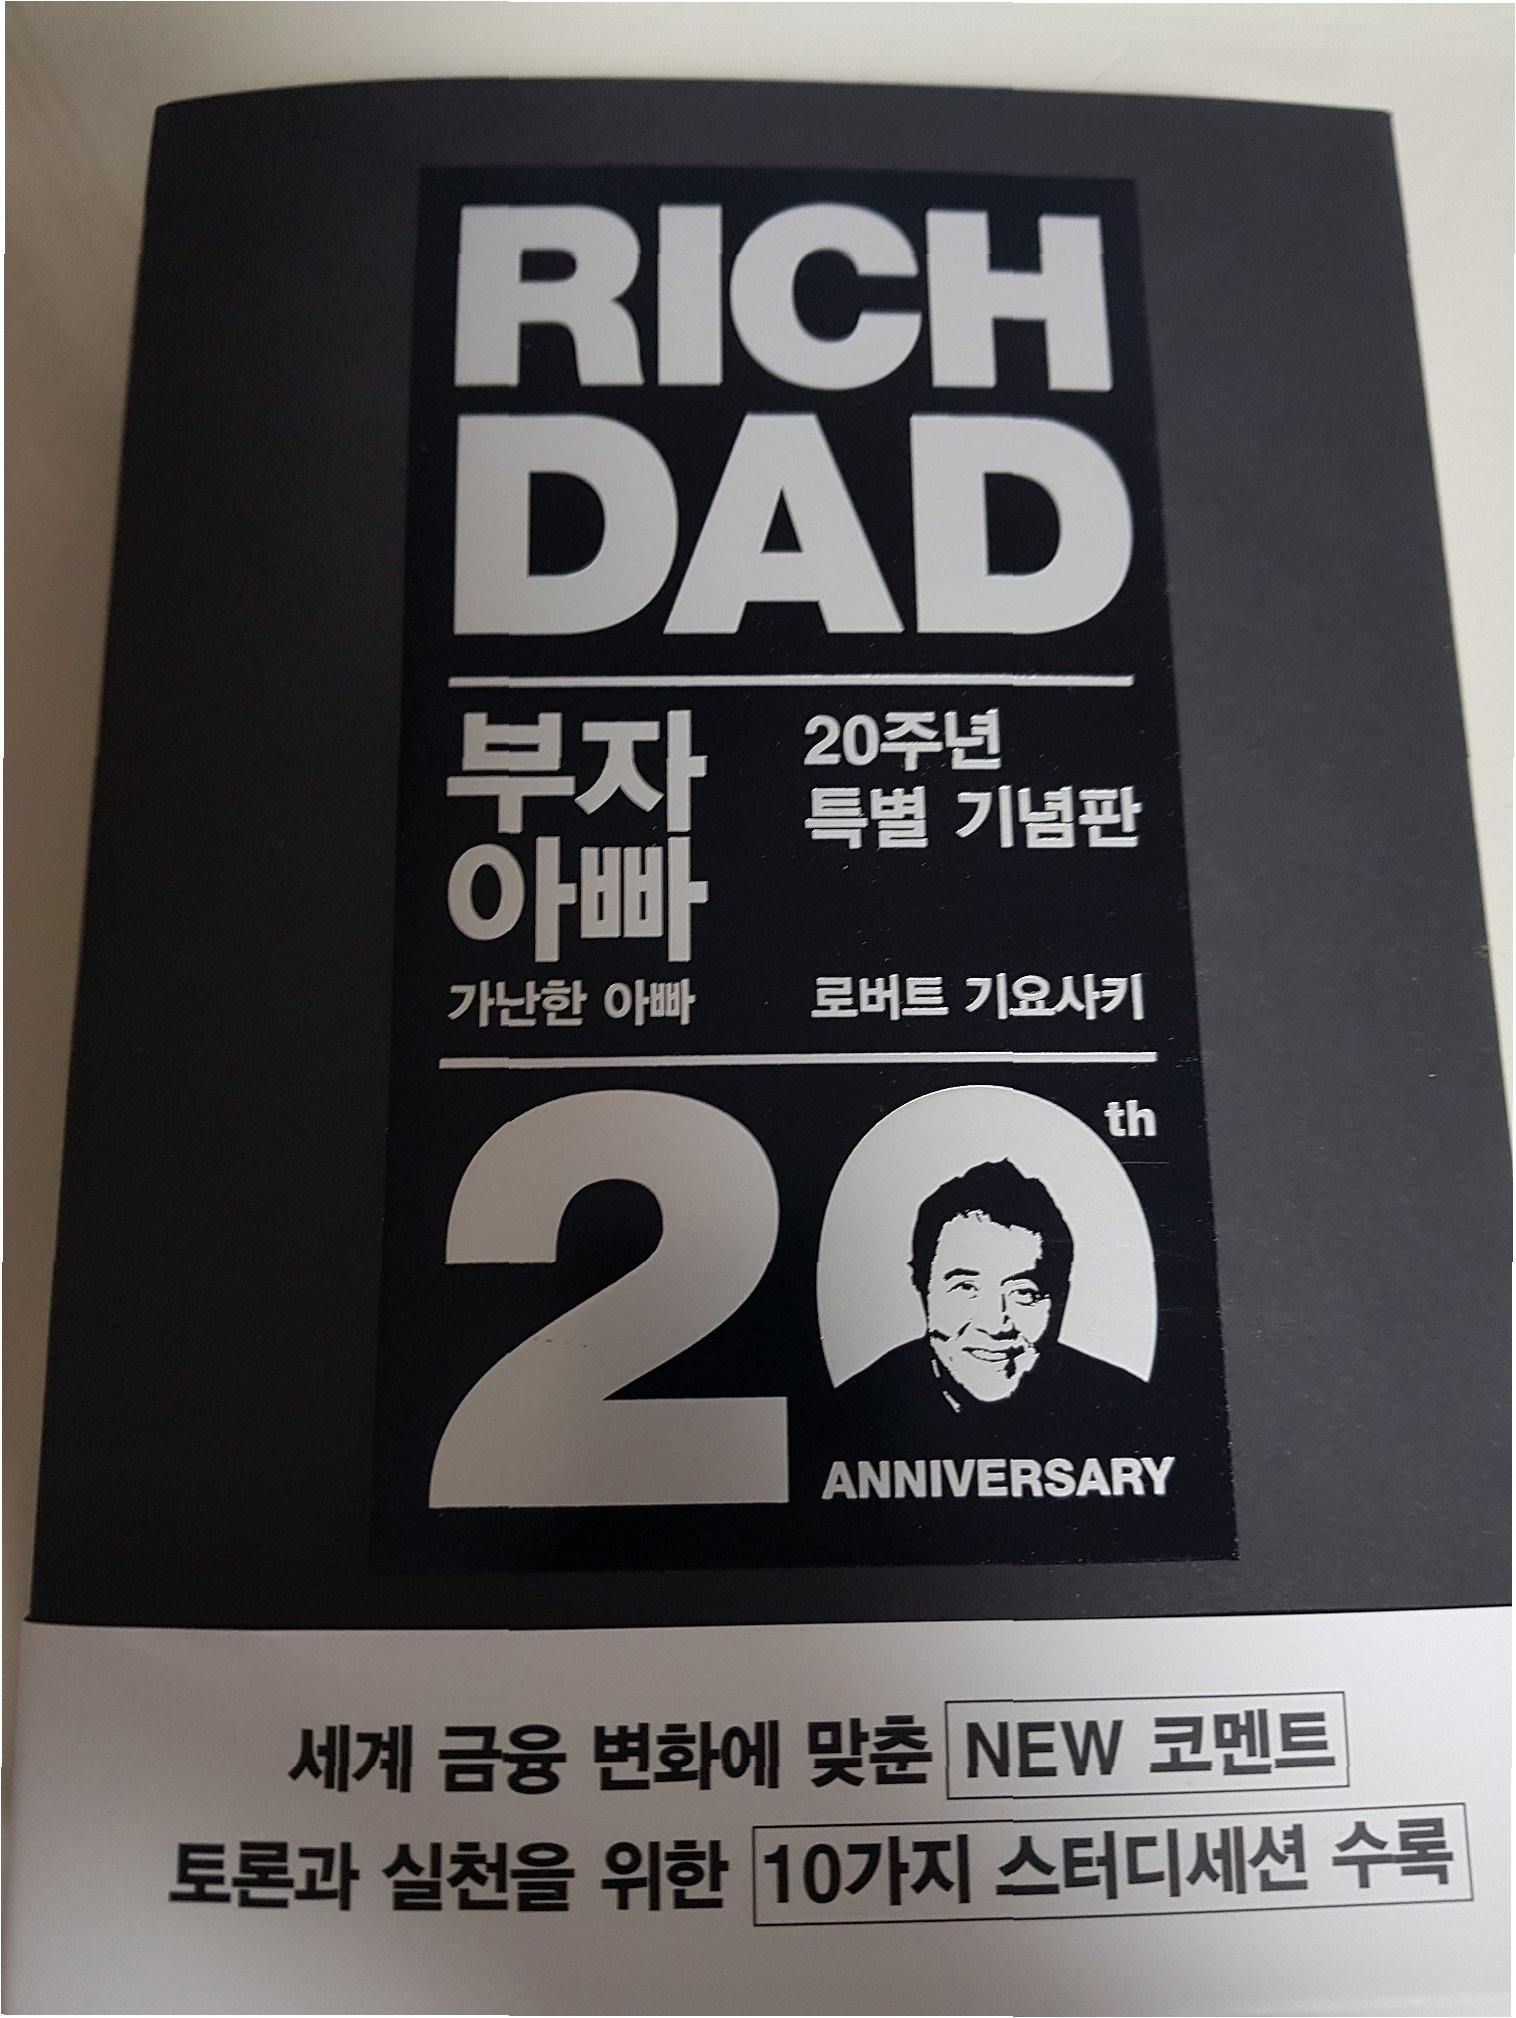 RICH
DAD
부자
아빠
가난한 아빠
20주년
특별 기념판
로버트 기요사키
20th
ANNIVERSARY
세계 금융 변화에 맞춘 NEW 코멘트
토론과 실천을 위한 10가지 스터디세션 수록